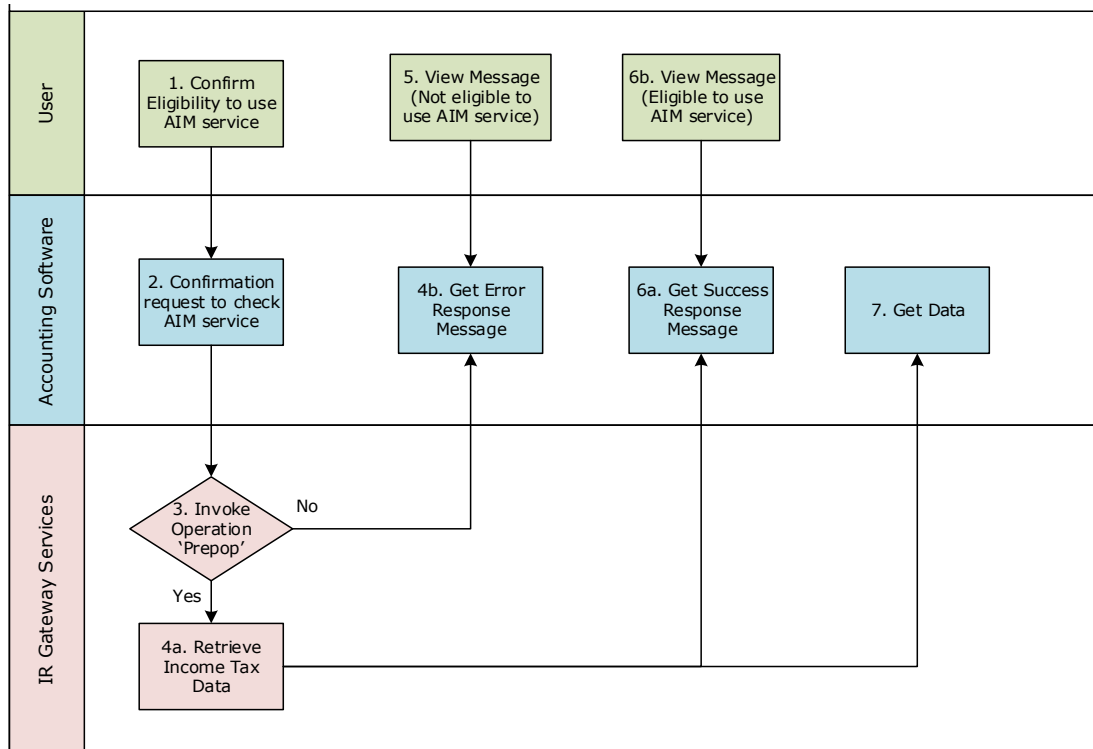 User
1. Confirm
Eligibility to use
AIM service
5. View Message
(Not eligible to
use AIM service)
6b. View Message
(Eligible to use
AIM service)
Accounting Software
2. Confirmation
request to check
AIM service
4b. Get Error
Response
Message
6a. Get Success
Response
Message
7. Get Data
IR Gateway Services
3. Invoke
Operation
‘Prepop’
No
Yes
4a. Retrieve
Income Tax
Data